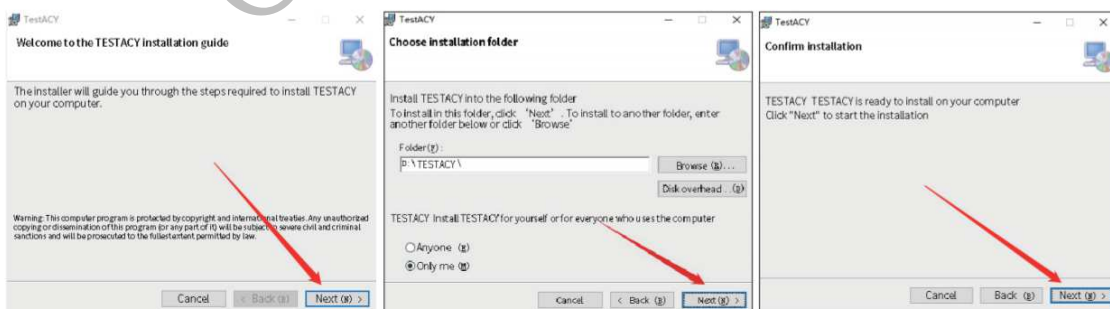 TestACY
Welcome to the TESTACY installation guide
The installer will guide you through the steps required to install TESTACY
on your computer.
Warning: This computer program is protected by copyright and international treaties. Any unauthorized
copying or dissemination of this program (or any part of it) will be subject to severe civil and criminal
sanctions and will be prosecuted to the fullest extent permitted by law.
Cancel
< Back (B)
Next (N) >
TestACY
Choose installation folder
Install TESTACY into the following folder
To install in this folder, click 'Next' . To install to another folder, enter
another folder below or click 'Browse'
Folder(F):
D:\TESTACY\
Browse (B)...
Disk overhead ..(D)
TESTACY Install TESTACY for yourself or for everyone who uses the computer
Anyone (E)
Only me (M)
Cancel
< Back (B)
Next (N) >
TestACY
Confirm installation
TESTACY TESTACY is ready to install on your computer
Click "Next" to start the installation
Cancel
Back (B)
Next (N) >